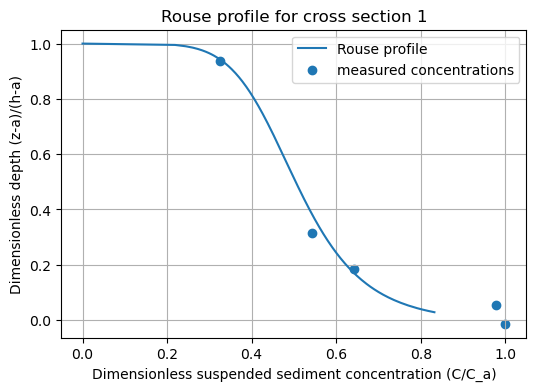 Rouse profile for cross section 1
Rouse profile
measured concentrations
Dimensionless depth (z-a)/(h-a)
1.0
0.8
0.6
0.4
0.2
0.0
0.0 0.2 0.4 0.6 0.8 1.0
Dimensionless suspended sediment concentration (C/C_a)